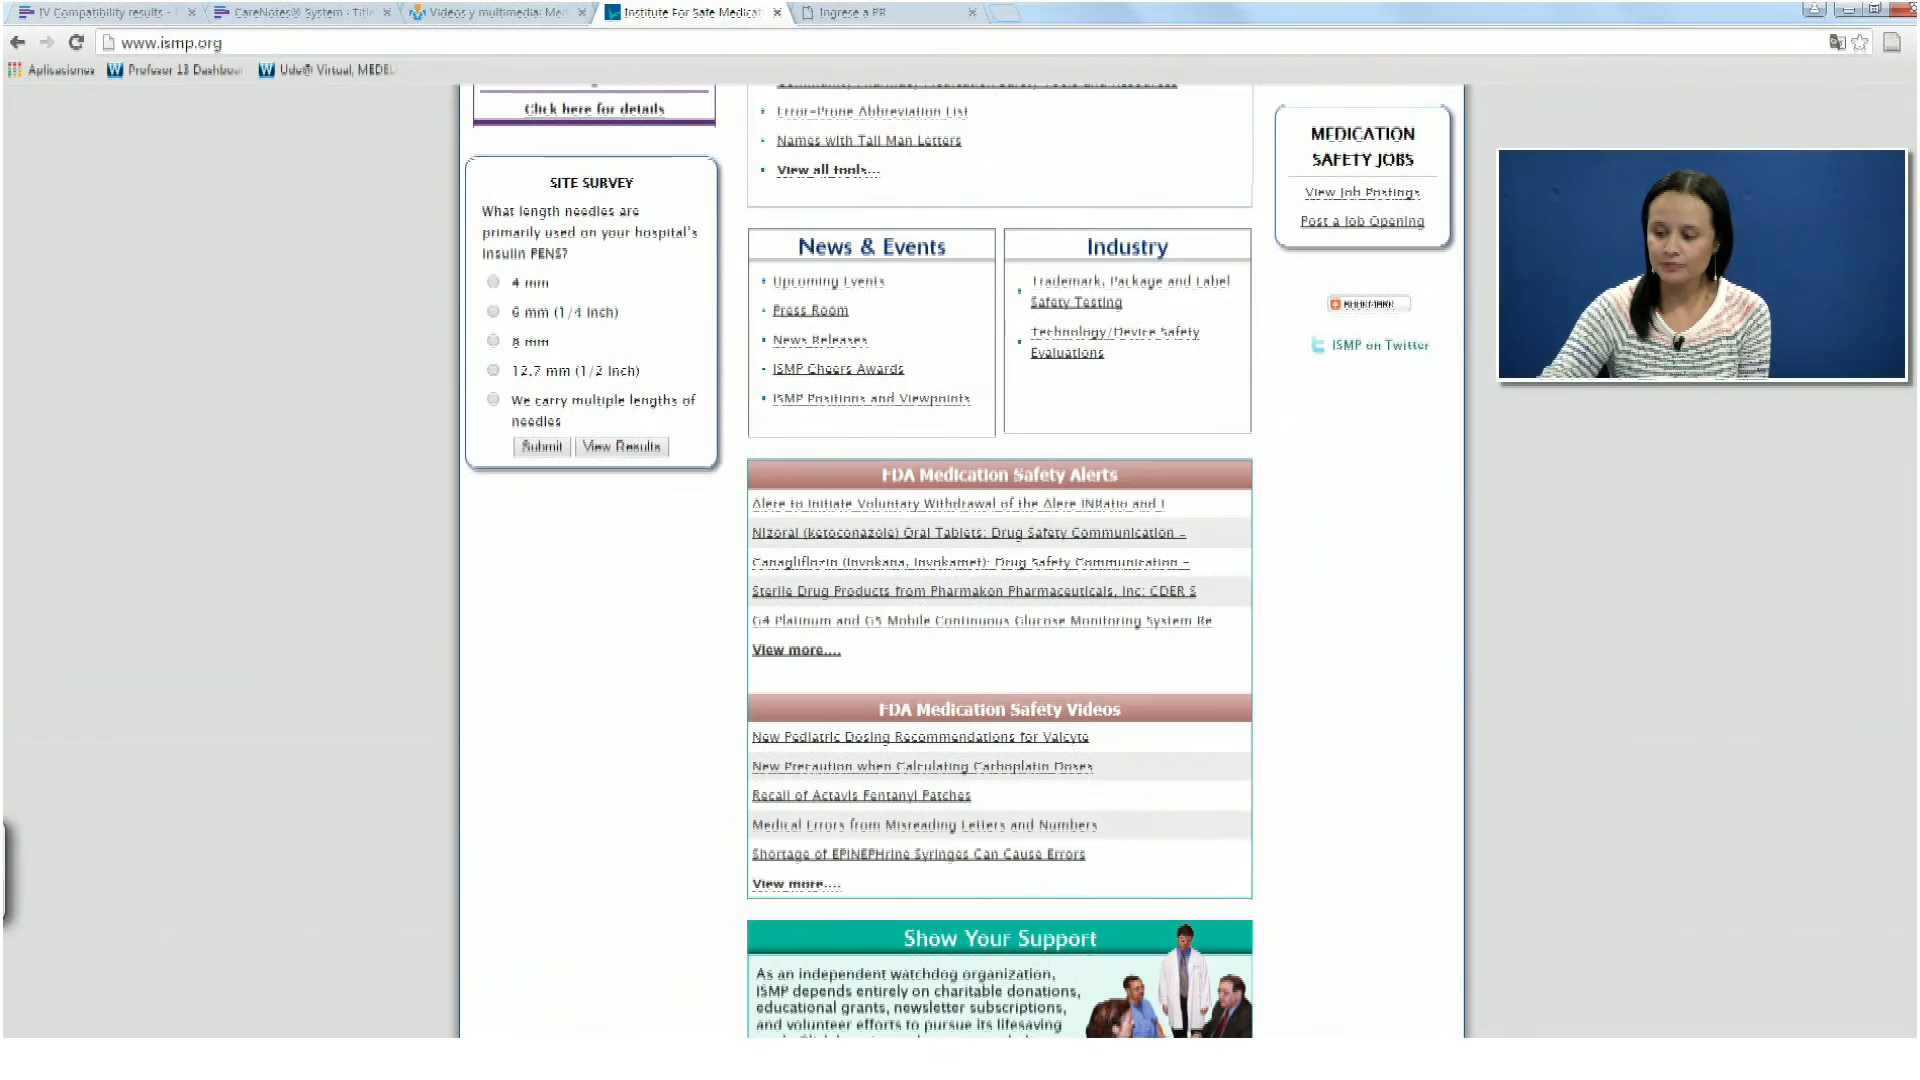 IV Compatibility results -
CareNotes® System : Title
Videos y multimedia: Med
Institute For Safe Medicat
Ingrese a PR
www.ismp.org
Aplicaciones
Profesor 13 Dashboar
Ude@ Virtual, MEDEL
Click here for details
SITE SURVEY
What length needles are
primarily used on your hospital's
insulin PENS?
4 mm
6 mm (1/4 inch)
8 mm
12.7 mm (1/2 inch)
We carry multiple lengths of
needles
Submit
View Results
Community Pharmacy Medication Safety Tools and Resources
Error-Prone Abbreviation List
Names with Tall Man Letters
View all tools...
News & Events
Upcoming Events
Press Room
News Releases
ISMP Cheers Awards
ISMP Positions and Viewpoints
Industry
Trademark, Package and Label
Safety Testing
Technology/Device Safety
Evaluations
FDA Medication Safety Alerts
Alere to Initiate Voluntary Withdrawal of the Alere INRatio and I
Nizoral (ketoconazole) Oral Tablets: Drug Safety Communication -
Canagliflozin (Invokana, Invokamet): Drug Safety Communication -
Sterile Drug Products from Pharmakon Pharmaceuticals, Inc: CDER S
G4 Platinum and G5 Mobile Continuous Glucose Monitoring System Re
View more....
FDA Medication Safety Videos
New Pediatric Dosing Recommendations for Valcyte
New Precaution when Calculating Carboplatin Doses
Recall of Actavis Fentanyl Patches
Medical Errors from Misreading Letters and Numbers
Shortage of EPINEPHrine Syringes Can Cause Errors
View more....
Show Your Support
As an independent watchdog organization,
ISMP depends entirely on charitable donations,
educational grants, newsletter subscriptions,
and volunteer efforts to pursue its lifesaving
MEDICATION
SAFETY JOBS
View Job Postings
Post a Job Opening
BOOKMARK
ISMP on Twitter